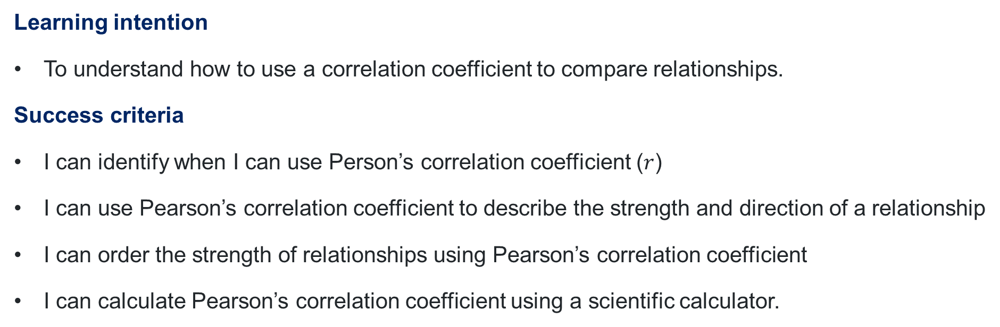 Learning intention
• To understand how to use a correlation coefficient to compare relationships.
Success criteria
• I can identify when I can use Person’s correlation coefficient (𝑟)
• I can use Pearson’s correlation coefficient to describe the strength and direction of a relationship
• I can order the strength of relationships using Pearson’s correlation coefficient
• I can calculate Pearson’s correlation coefficient using a scientific calculator.